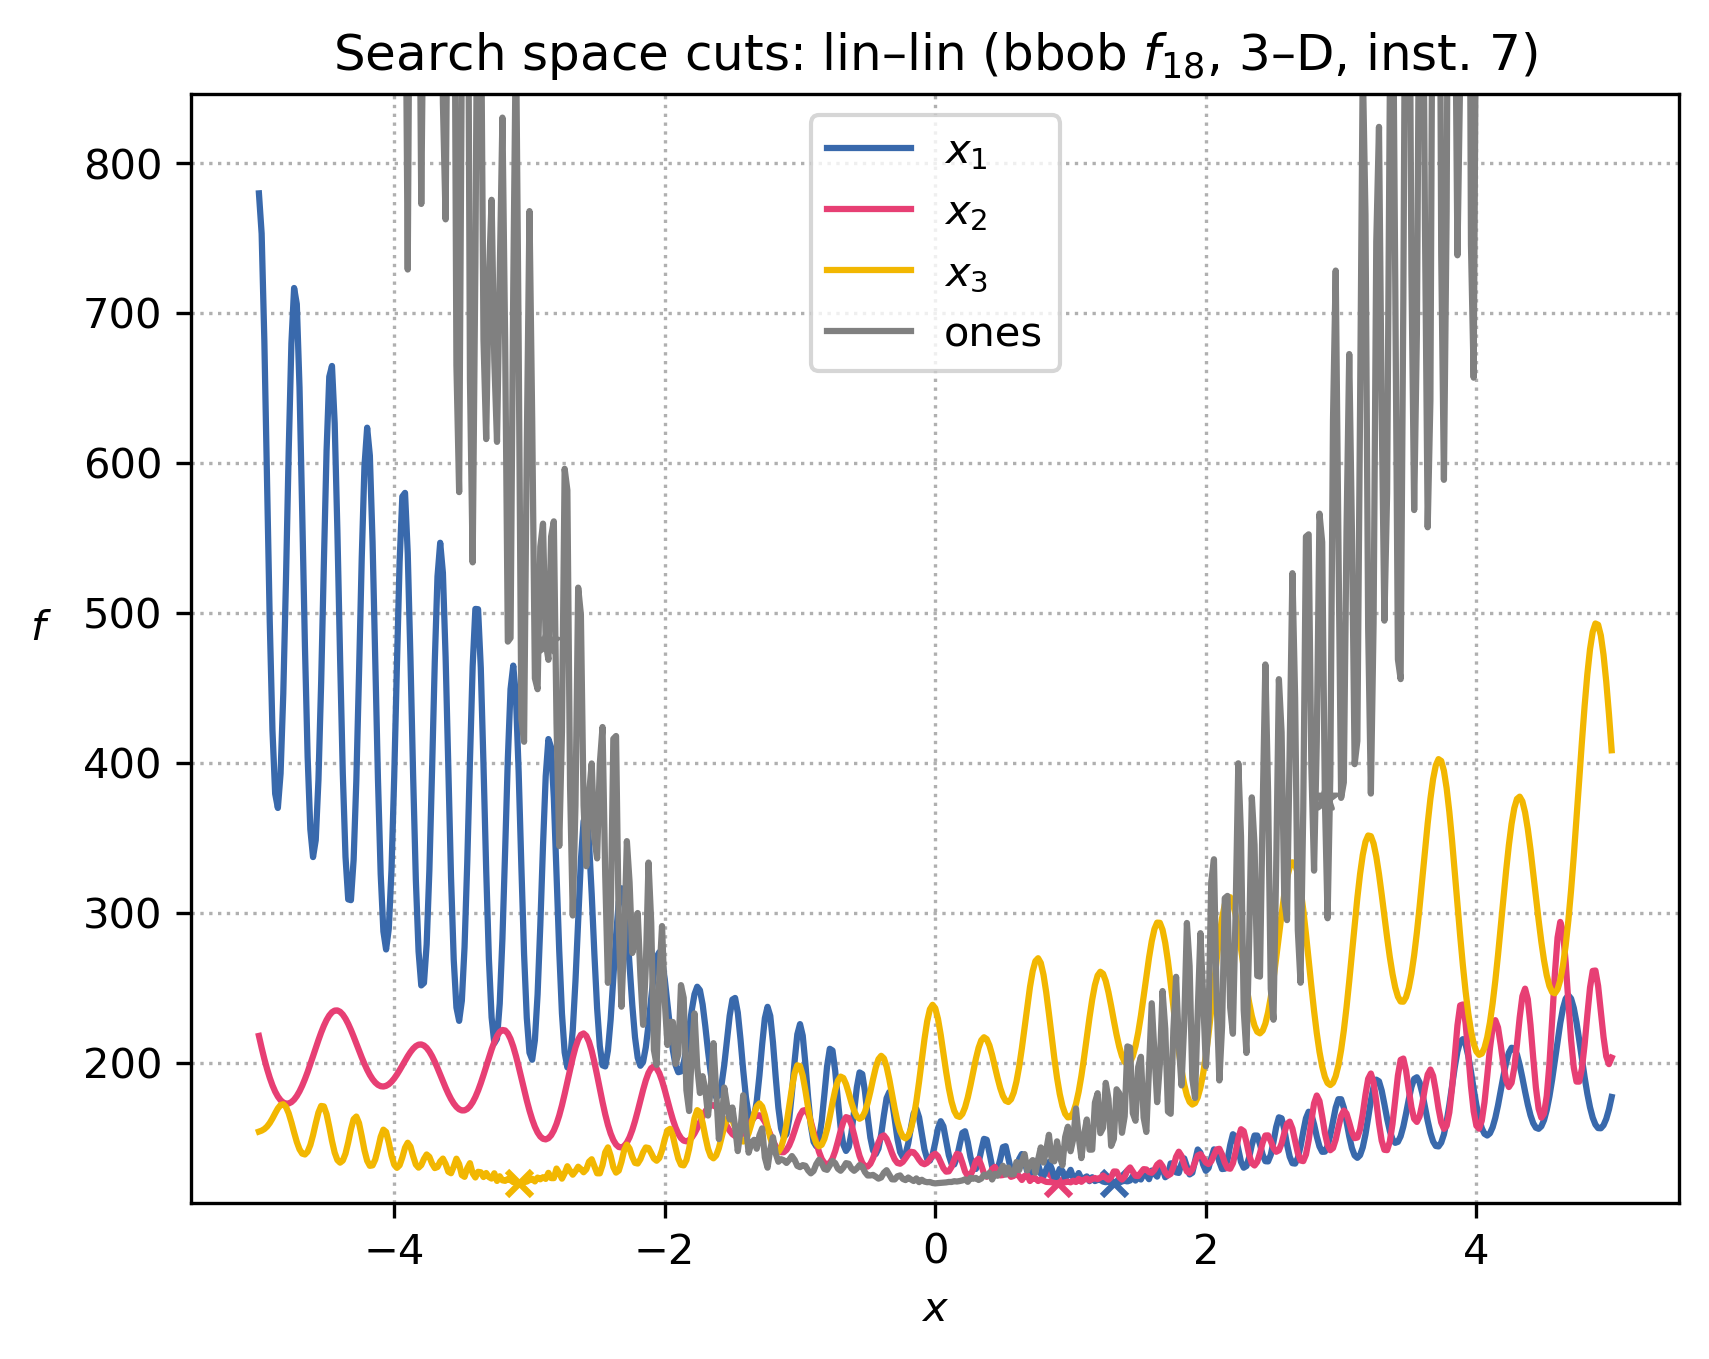 Search space cuts: lin–lin (bbob f₁₈, 3–D, inst. 7)
x₁
x₂
x₃
ones
800
700
600
500
400
300
200
f
−4 −2 0 2 4
x